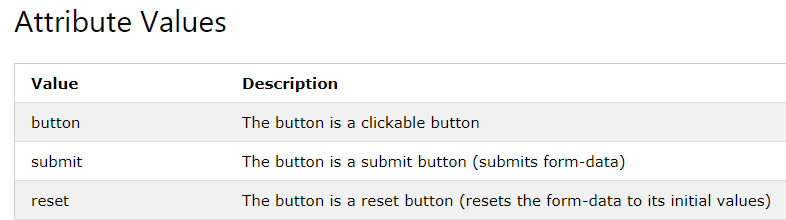 Attribute Values
Value Description
button The button is a clickable button
submit The button is a submit button (submits form-data)
reset The button is a reset button (resets the form-data to its initial values)